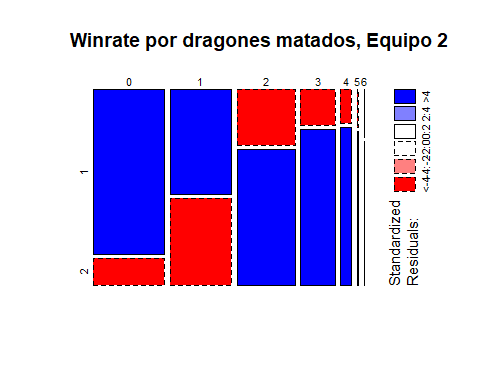 Winrate por dragones matados, Equipo 2
0 1 2 3 4 5 6
1
2
<-4 -4:-2 -2:0 0:2 2:4 >4
Standardized
Residuals: